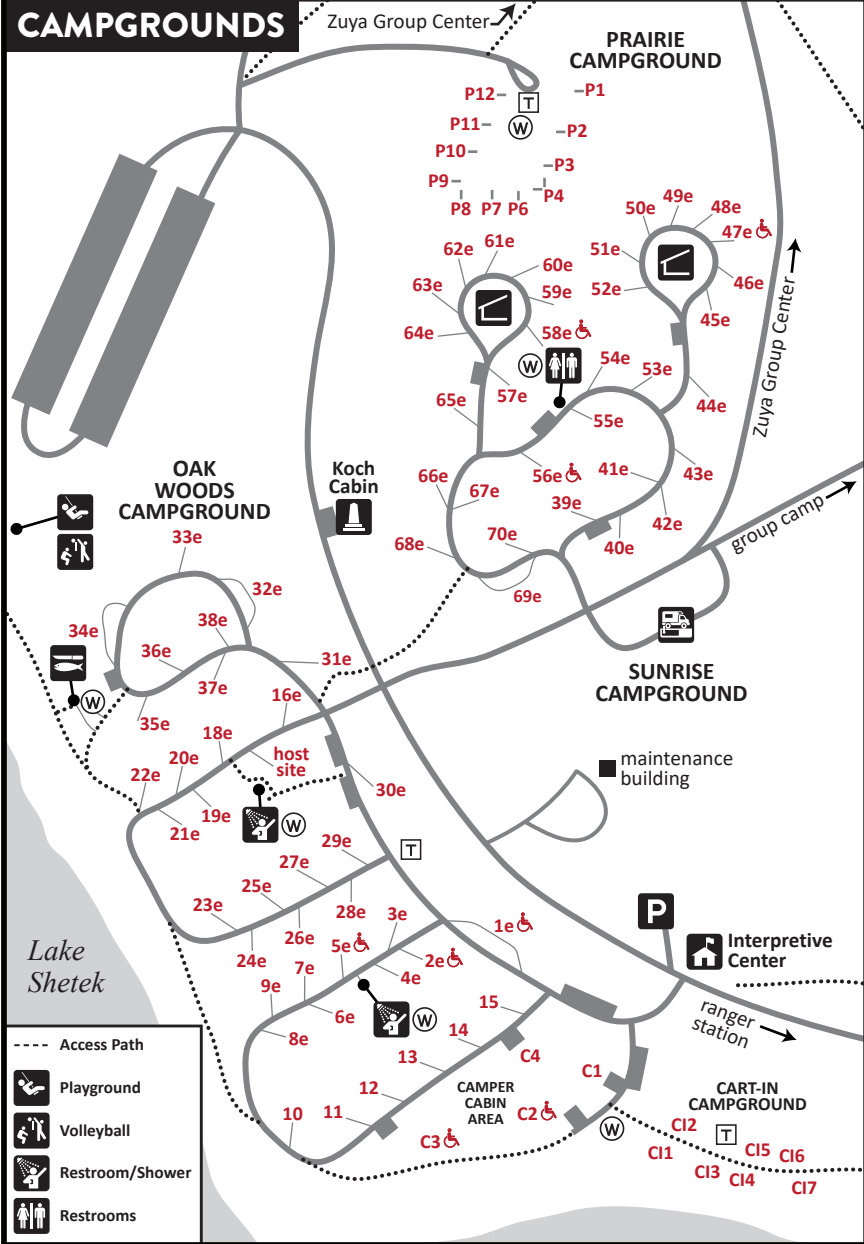 CAMPGROUNDS
Zuya Group Center
PRAIRIE
CAMPGROUND
P12
P1
T
P11
W
P2
P10
P3
P9
P4
P8
P7
P6
49e
50e
48e
47e
51e
46e
52e
45e
61e
62e
60e
63e
59e
64e
58e
Zuya Group Center
W
54e
53e
57e
65e
55e
44e
OAK
WOODS
CAMPGROUND
Koch
Cabin
66e
67e
56e
41e
43e
39e
42e
70e
40e
68e
69e
group camp
33e
32e
34e
38e
36e
31e
37e
35e
16e
W
SUNRISE
CAMPGROUND
18e
host
site
20e
22e
19e
21e
30e
W
maintenance
building
29e
T
27e
25e
23e
28e
26e
24e
3e
1e
5e
2e
7e
4e
9e
6e
8e
W
P
Interpretive
Center
ranger
station
Lake
Shetek
15
14
13
12
11
10
C4
C1
CAMPER
CABIN
AREA
C2
C3
W
CART-IN
CAMPGROUND
CI2
T
CI1
CI5
CI6
CI3
CI4
CI7
Access Path
Playground
Volleyball
Restroom/Shower
Restrooms